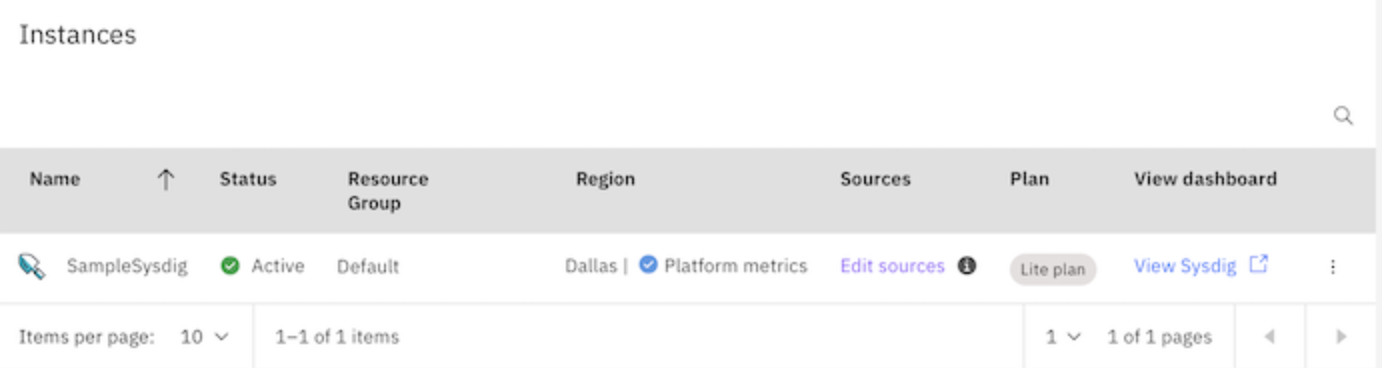 Instances
Name Status Resource Group Region Sources Plan View dashboard
SampleSysdig Active Default Dallas | Platform metrics Edit sources Lite plan View Sysdig
Items per page: 10 1–1 of 1 items 1 1 of 1 pages